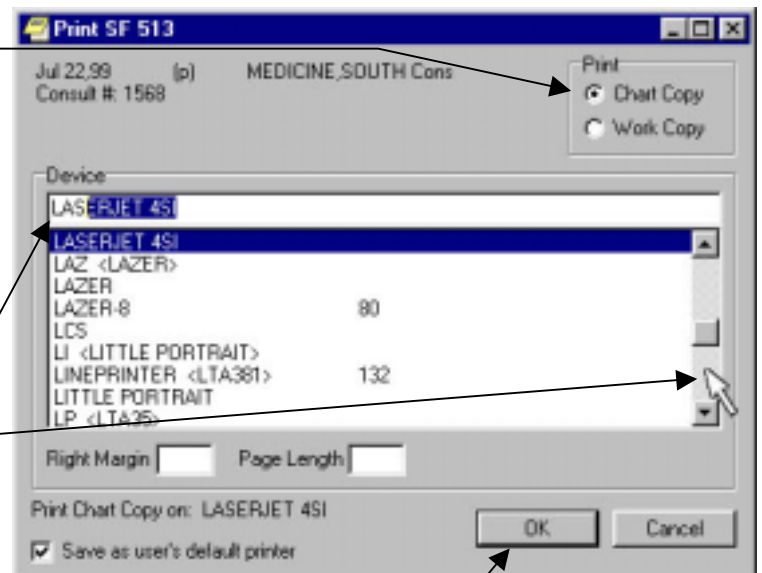 Print SF 513
Jul 22,99 (p) MEDICINE,SOUTH Cons
Consult #: 1568
Print
Chart Copy
Work Copy
Device
LASERJET 4SI
LASERJET 4SI
LAZ <LAZER>
LAZER
LAZER-8 80
LCS
LI <LITTLE PORTRAIT>
LINEPRINTER <LTA381> 132
LITTLE PORTRAIT
LP <LTA35>
Right Margin Page Length
Print Chart Copy on: LASERJET 4SI
Save as user's default printer
OK Cancel